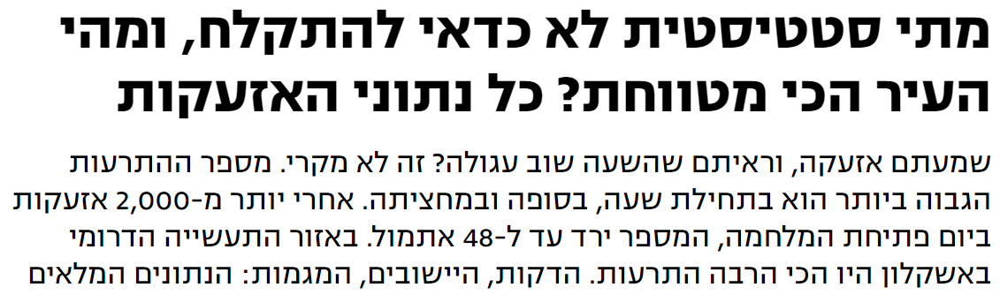 מתי סטטיסטית לא כדאי להתקלח, ומהי
העיר הכי מטווחת? כל נתוני האזעקות
שמעתם אזעקה, וראיתם שהשעה שוב עגולה? זה לא מקרי. מספר ההתרעות
הגבוה ביותר הוא בתחילת שעה, בסופה ובמחציתה. אחרי יותר מ-2,000 אזעקות
ביום פתיחת המלחמה, המספר ירד עד ל-48 אתמול. באזור התעשייה הדרומי
באשקלון היו הכי הרבה התרעות. הדקות, היישובים, המגמות: הנתונים המלאים